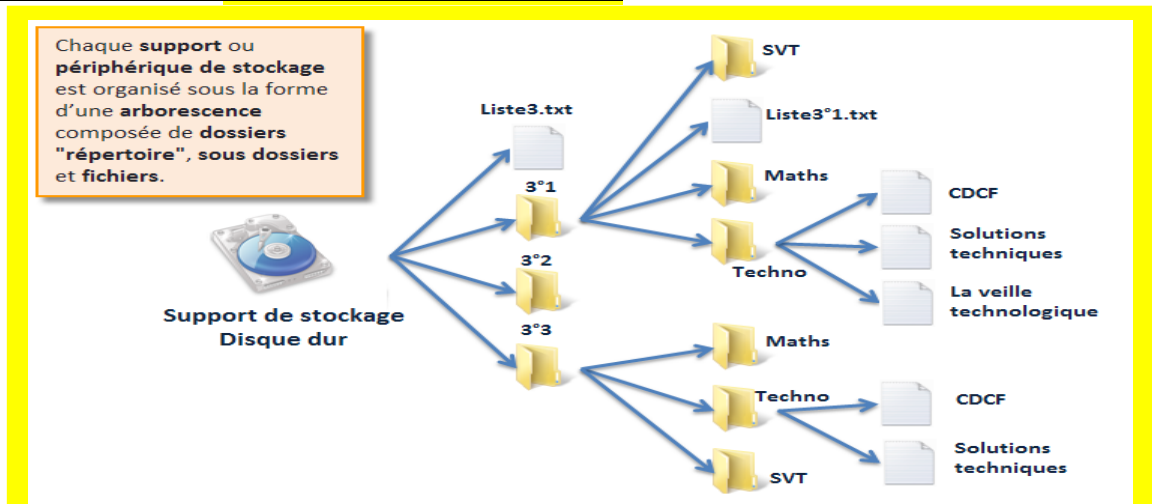 Chaque support ou
périphérique de stockage
est organisé sous la forme
d'une arborescence
composée de dossiers
"répertoire", sous dossiers
et fichiers.
Support de stockage
Disque dur
Liste3.txt
3°1
3°2
3°3
SVT
Liste3°1.txt
Maths
Techno
CDCF
Solutions
techniques
La veille
technologique
Maths
Techno
SVT
CDCF
Solutions
techniques